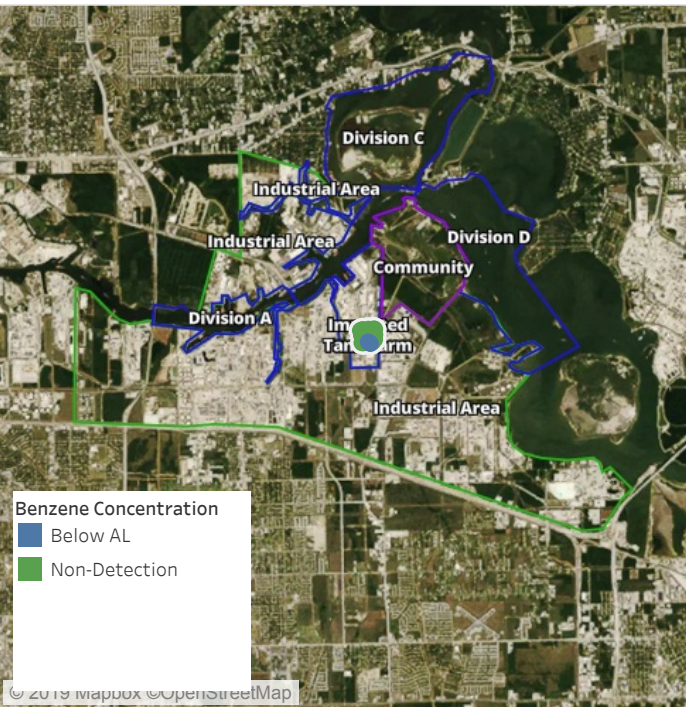 Division C
Industrial Area
Division D
Industrial Area
Community
Division A
Industrial Area
Benzene Concentration
Below AL
Non-Detection
© 2019 Mapbox ©OpenStreetMap